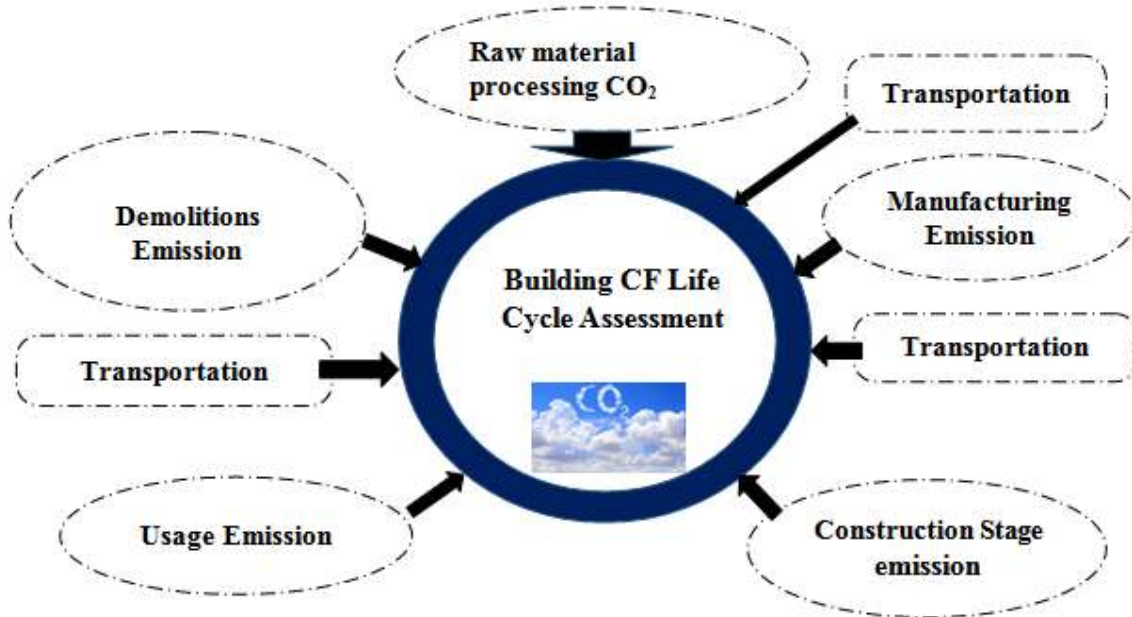 Raw material
processing CO₂
Transportation
Manufacturing
Emission
Transportation
Construction Stage
emission
Usage Emission
Transportation
Demolitions
Emission
Building CF Life
Cycle Assessment
CO₂